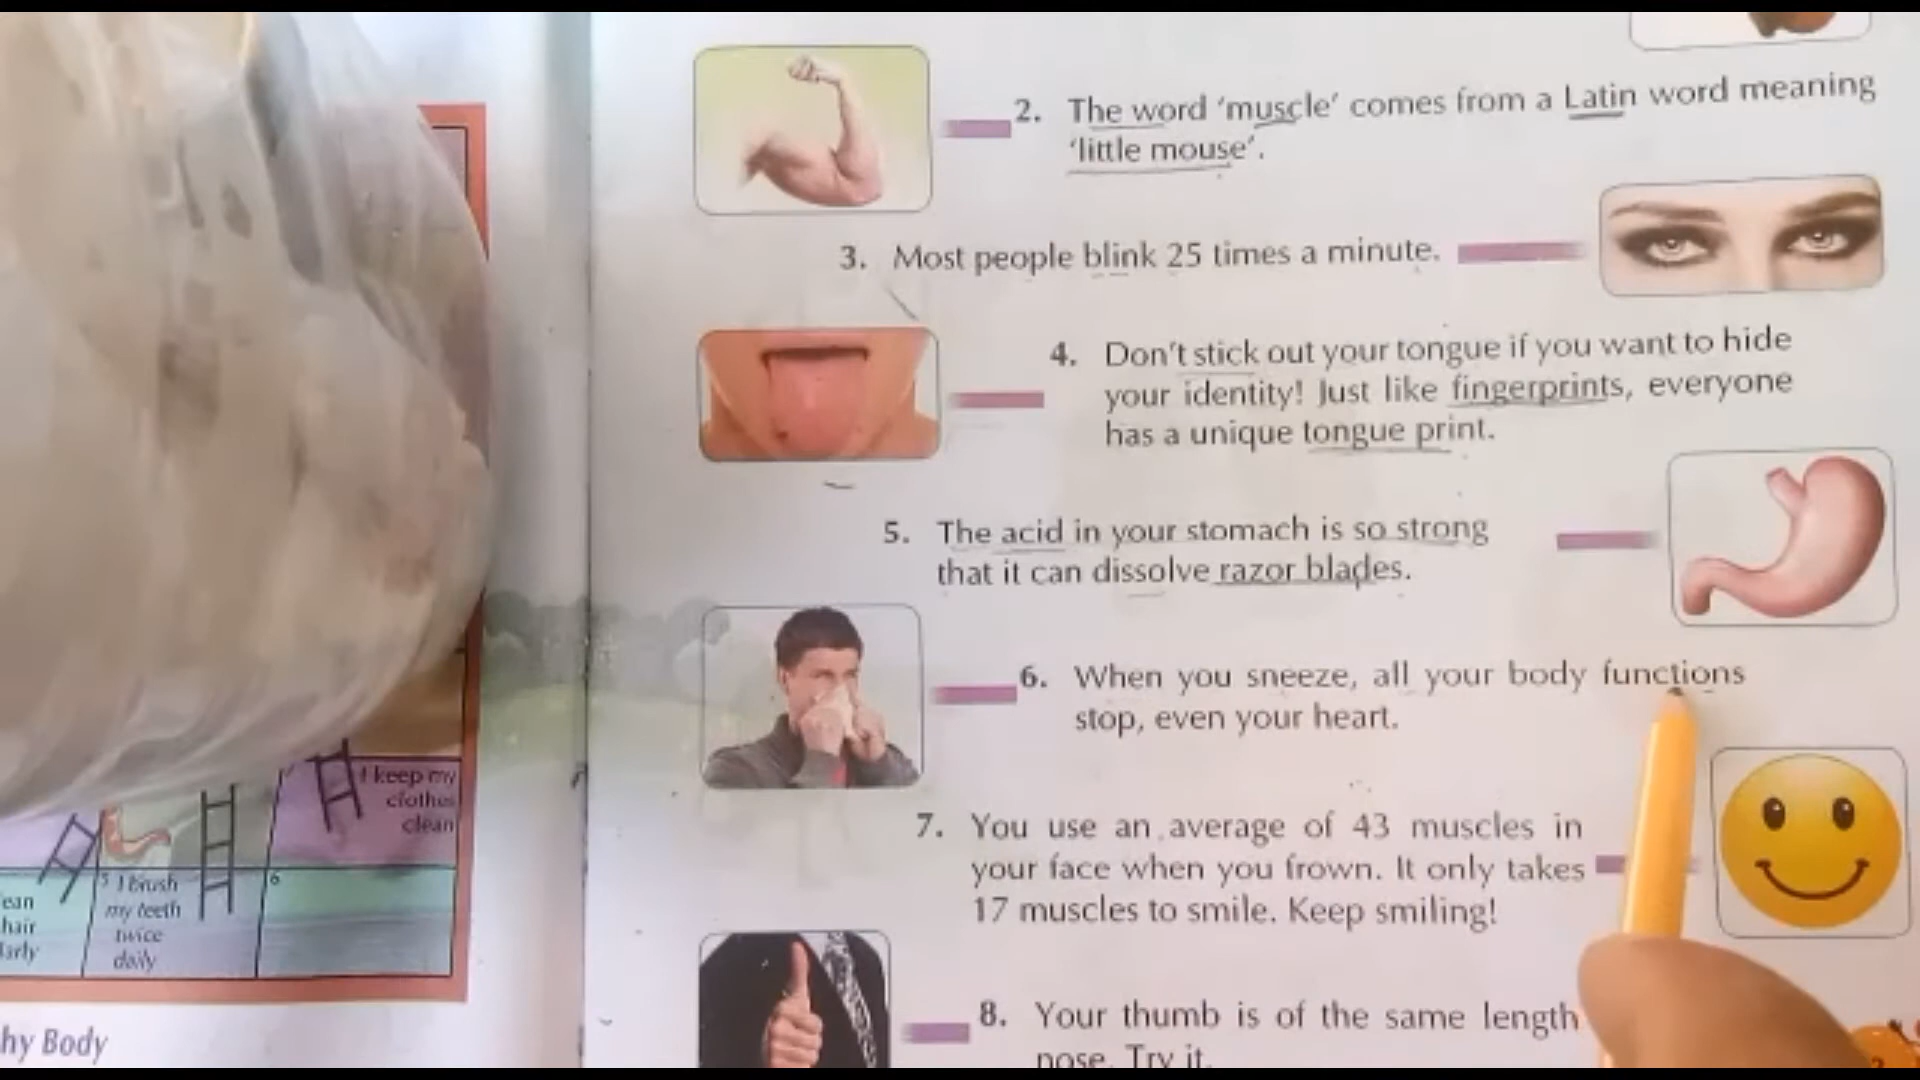 2. The word ‘muscle’ comes from a Latin word meaning
‘little mouse’.
3. Most people blink 25 times a minute.
4. Don't stick out your tongue if you want to hide
your identity! Just like fingerprints, everyone
has a unique tongue print.
5. The acid in your stomach is so strong
that it can dissolve razor blades.
6. When you sneeze, all your body functions
stop, even your heart.
7. You use an average of 43 muscles in
your face when you frown. It only takes
17 muscles to smile. Keep smiling!
8. Your thumb is of the same length
nose. Try it.
I keep my
clothes
clean
5 I brush
my teeth
twice
daily
6
hair
hy Body